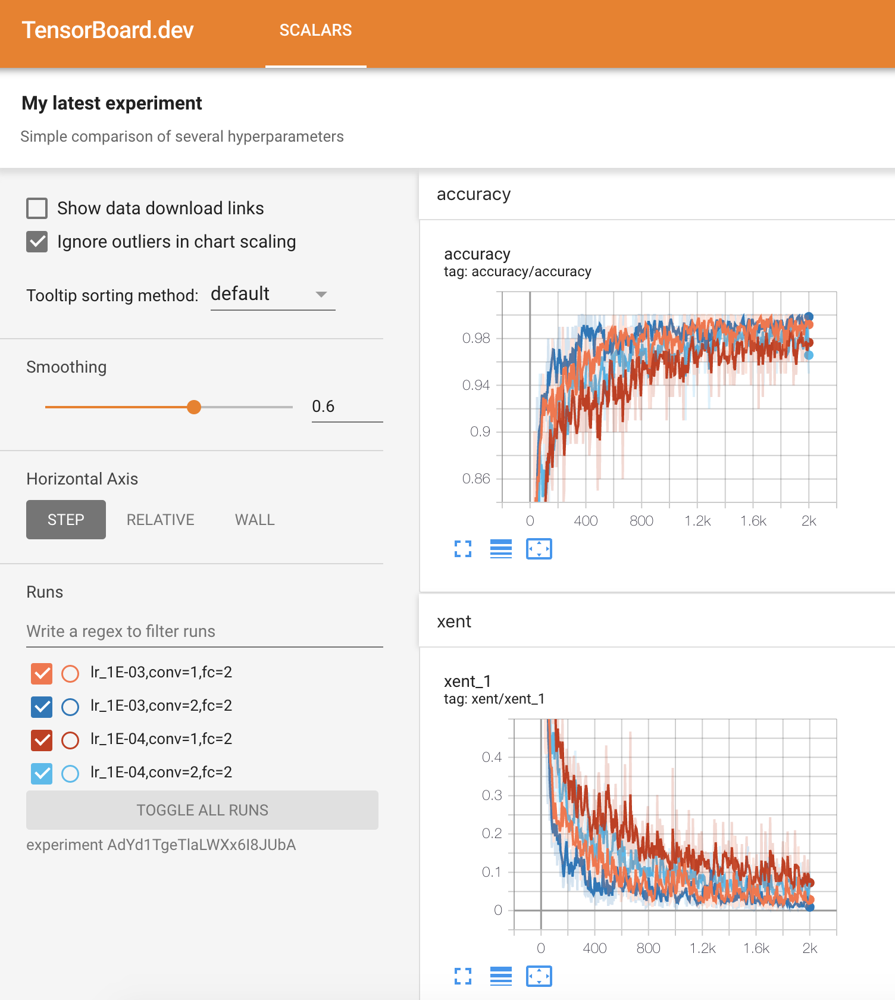 TensorBoard.dev SCALARS
My latest experiment
Simple comparison of several hyperparameters
Show data download links
Ignore outliers in chart scaling
Tooltip sorting method: default
Smoothing
0.6
Horizontal Axis
STEP RELATIVE WALL
Runs
Write a regex to filter runs
lr_1E-03,conv=1,fc=2
lr_1E-03,conv=2,fc=2
lr_1E-04,conv=1,fc=2
lr_1E-04,conv=2,fc=2
TOGGLE ALL RUNS
experiment AdYd1TgeTlaLWXx6I8JUbA
accuracy
accuracy
tag: accuracy/accuracy
0.98
0.94
0.9
0.86
0 400 800 1.2k 1.6k 2k
xent
xent_1
tag: xent/xent_1
0.4
0.3
0.2
0.1
0
0 400 800 1.2k 1.6k 2k